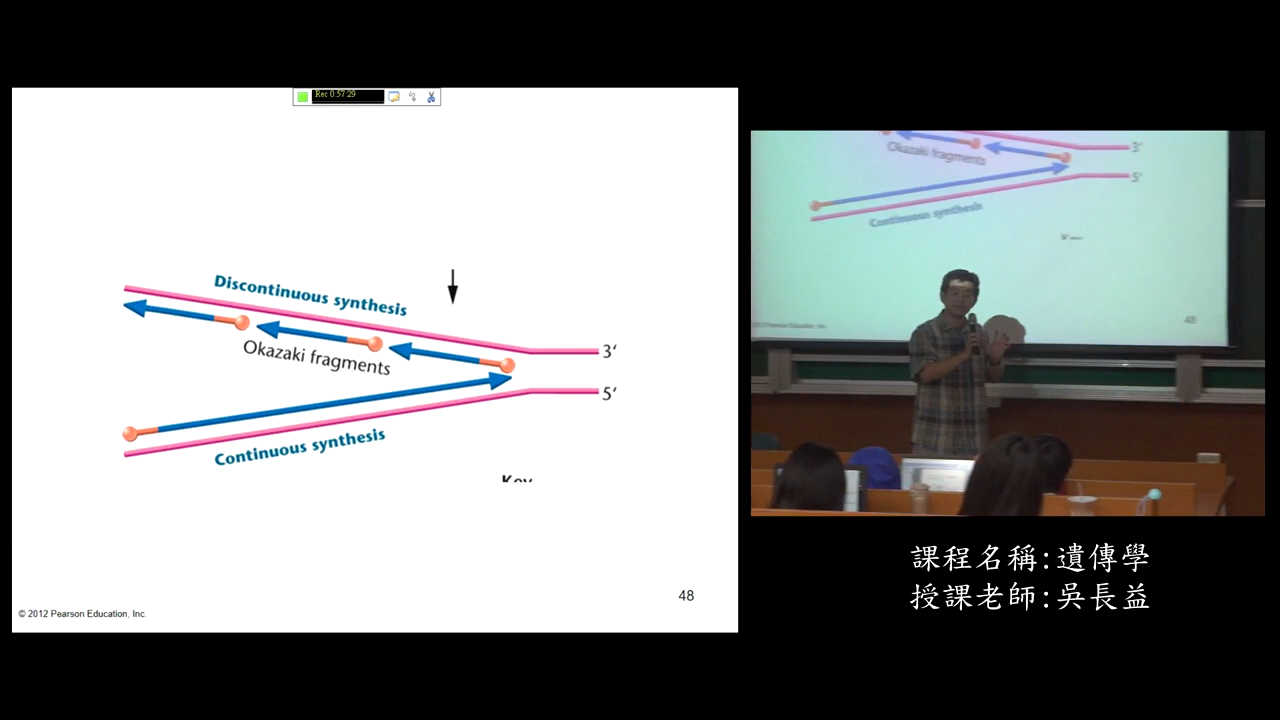 Rec 0:57:29
Discontinuous synthesis
Okazaki fragments
3'
5'
Continuous synthesis
48
© 2012 Pearson Education, Inc.
Okazaki fragments
3'
5'
Continuous synthesis
48
課程名稱:遺傳學
授課老師:吳長益